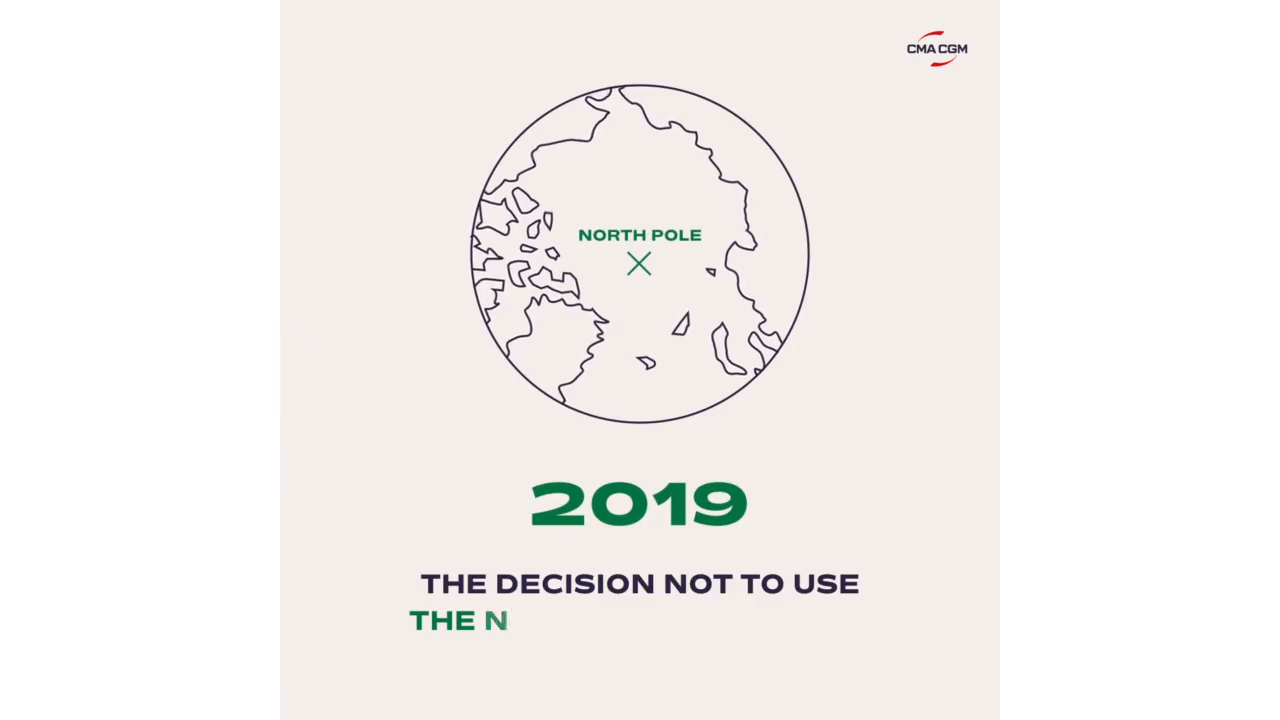 CMA CGM
NORTH POLE
2019
THE DECISION NOT TO USE
THE N